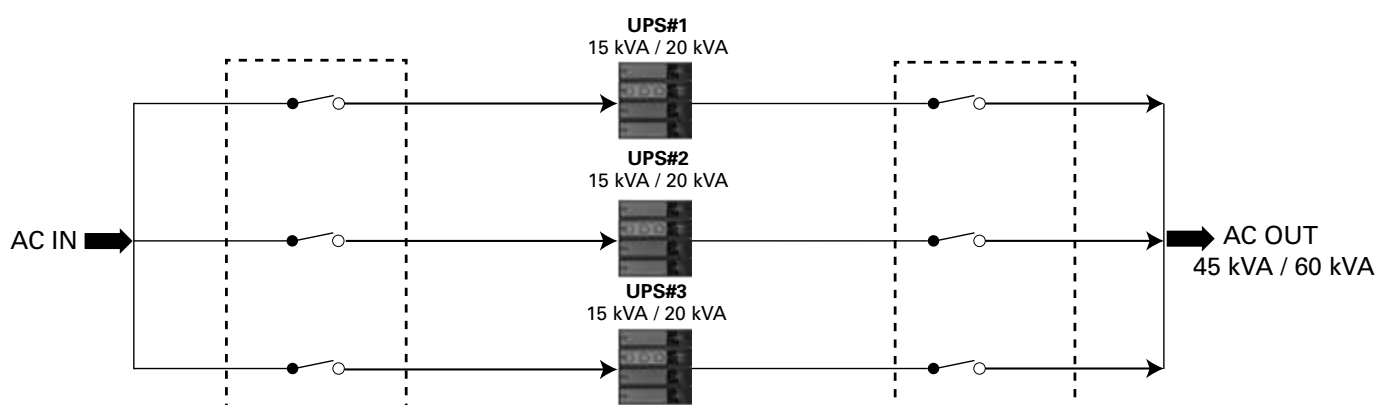 UPS#1
15 kVA / 20 kVA
UPS#2
15 kVA / 20 kVA
AC IN
AC OUT
45 kVA / 60 kVA
UPS#3
15 kVA / 20 kVA